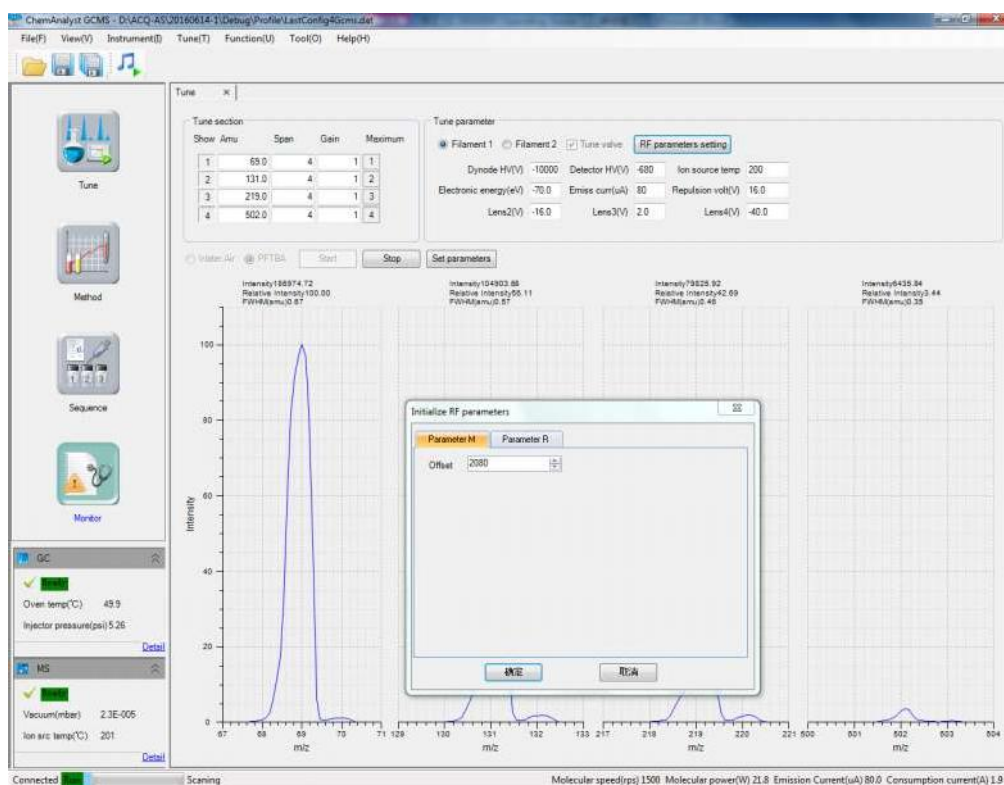 ChemAnalyst GCMS - D:\ACQ-AS\20160614-1\Debug\Profile\LastConfig4Gcms.dat
File(F) View(V) Instrument(I) Tune(T) Function(U) Tool(O) Help(H)
Tune
Method
Sequence
Monitor
GC
Ready
Oven temp(℃) 49.9
Injector pressure(psi) 5.26
Detail
MS
Ready
Vacuum(mbar) 2.3E-005
Ion src temp(℃) 201
Detail
Tune ×
Tune section
Show Amu Span Gain Maximum
1 69.0 4 1 1
2 131.0 4 1 2
3 219.0 4 1 3
4 502.0 4 1 4
Tune parameter
Filament 1 Filament 2 Tune valve RF parameters setting
Dynode HV(V) -10000 Detector HV(V) -680 Ion source temp 200
Electronic energy(eV) -70.0 Emiss curr(uA) 80 Repulsion volt(V) 16.0
Lens2(V) -16.0 Lens3(V) 2.0 Lens4(V) -40.0
Water Air PFTBA Start Stop Set parameters
Intensity186974.72
Relative Intensity100.00
FWHM(amu)0.67
Intensity104903.68
Relative Intensity56.11
FWHM(amu)0.57
Relative Intensity42.69
FWHM(amu)0.46
Intensity6435.84
Relative Intensity3.44
FWHM(amu)0.35
Intensity
100
80
60
40
20
0
67 68 69 70 71
129 130 131 132 133
217 218 219 220 221
600 601 602 603 604
m/z m/z m/z m/z
Initialize RF parameters
Parameter M Parameter R
Offset 2080
确定 取消
Connected Scaning Molecular speed(rps) 1500 Molecular power(W) 21.8 Emission Current(uA) 80.0 Consumption current(A) 1.9